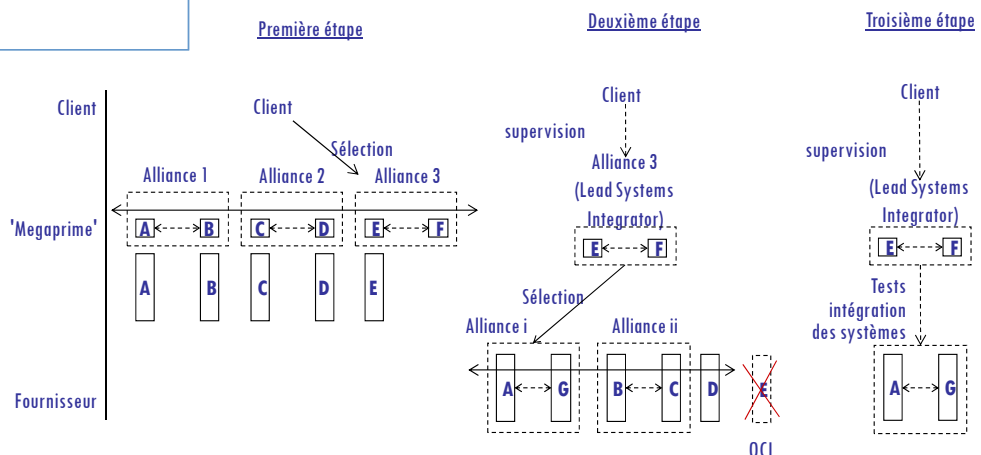 Première étape
Deuxième étape
Troisième étape
Client
'Megaprime'
Fournisseur
Client
Sélection
Alliance 1
Alliance 2
Alliance 3
A
B
C
D
E
F
A
B
C
D
E
Client
supervision
Alliance 3
(Lead Systems
Integrator)
E
F
Sélection
Alliance i
Alliance ii
A
G
B
C
D
E
OCI
Client
supervision
(Lead Systems
Integrator)
E
F
Tests
intégration
des systèmes
A
G